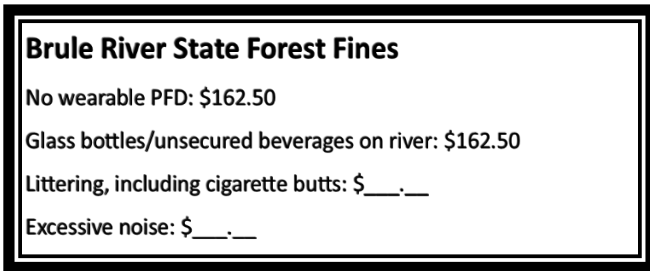 Brule River State Forest Fines
No wearable PFD: $162.50
Glass bottles/unsecured beverages on river: $162.50
Littering, including cigarette butts: $___.__
Excessive noise: $___.__